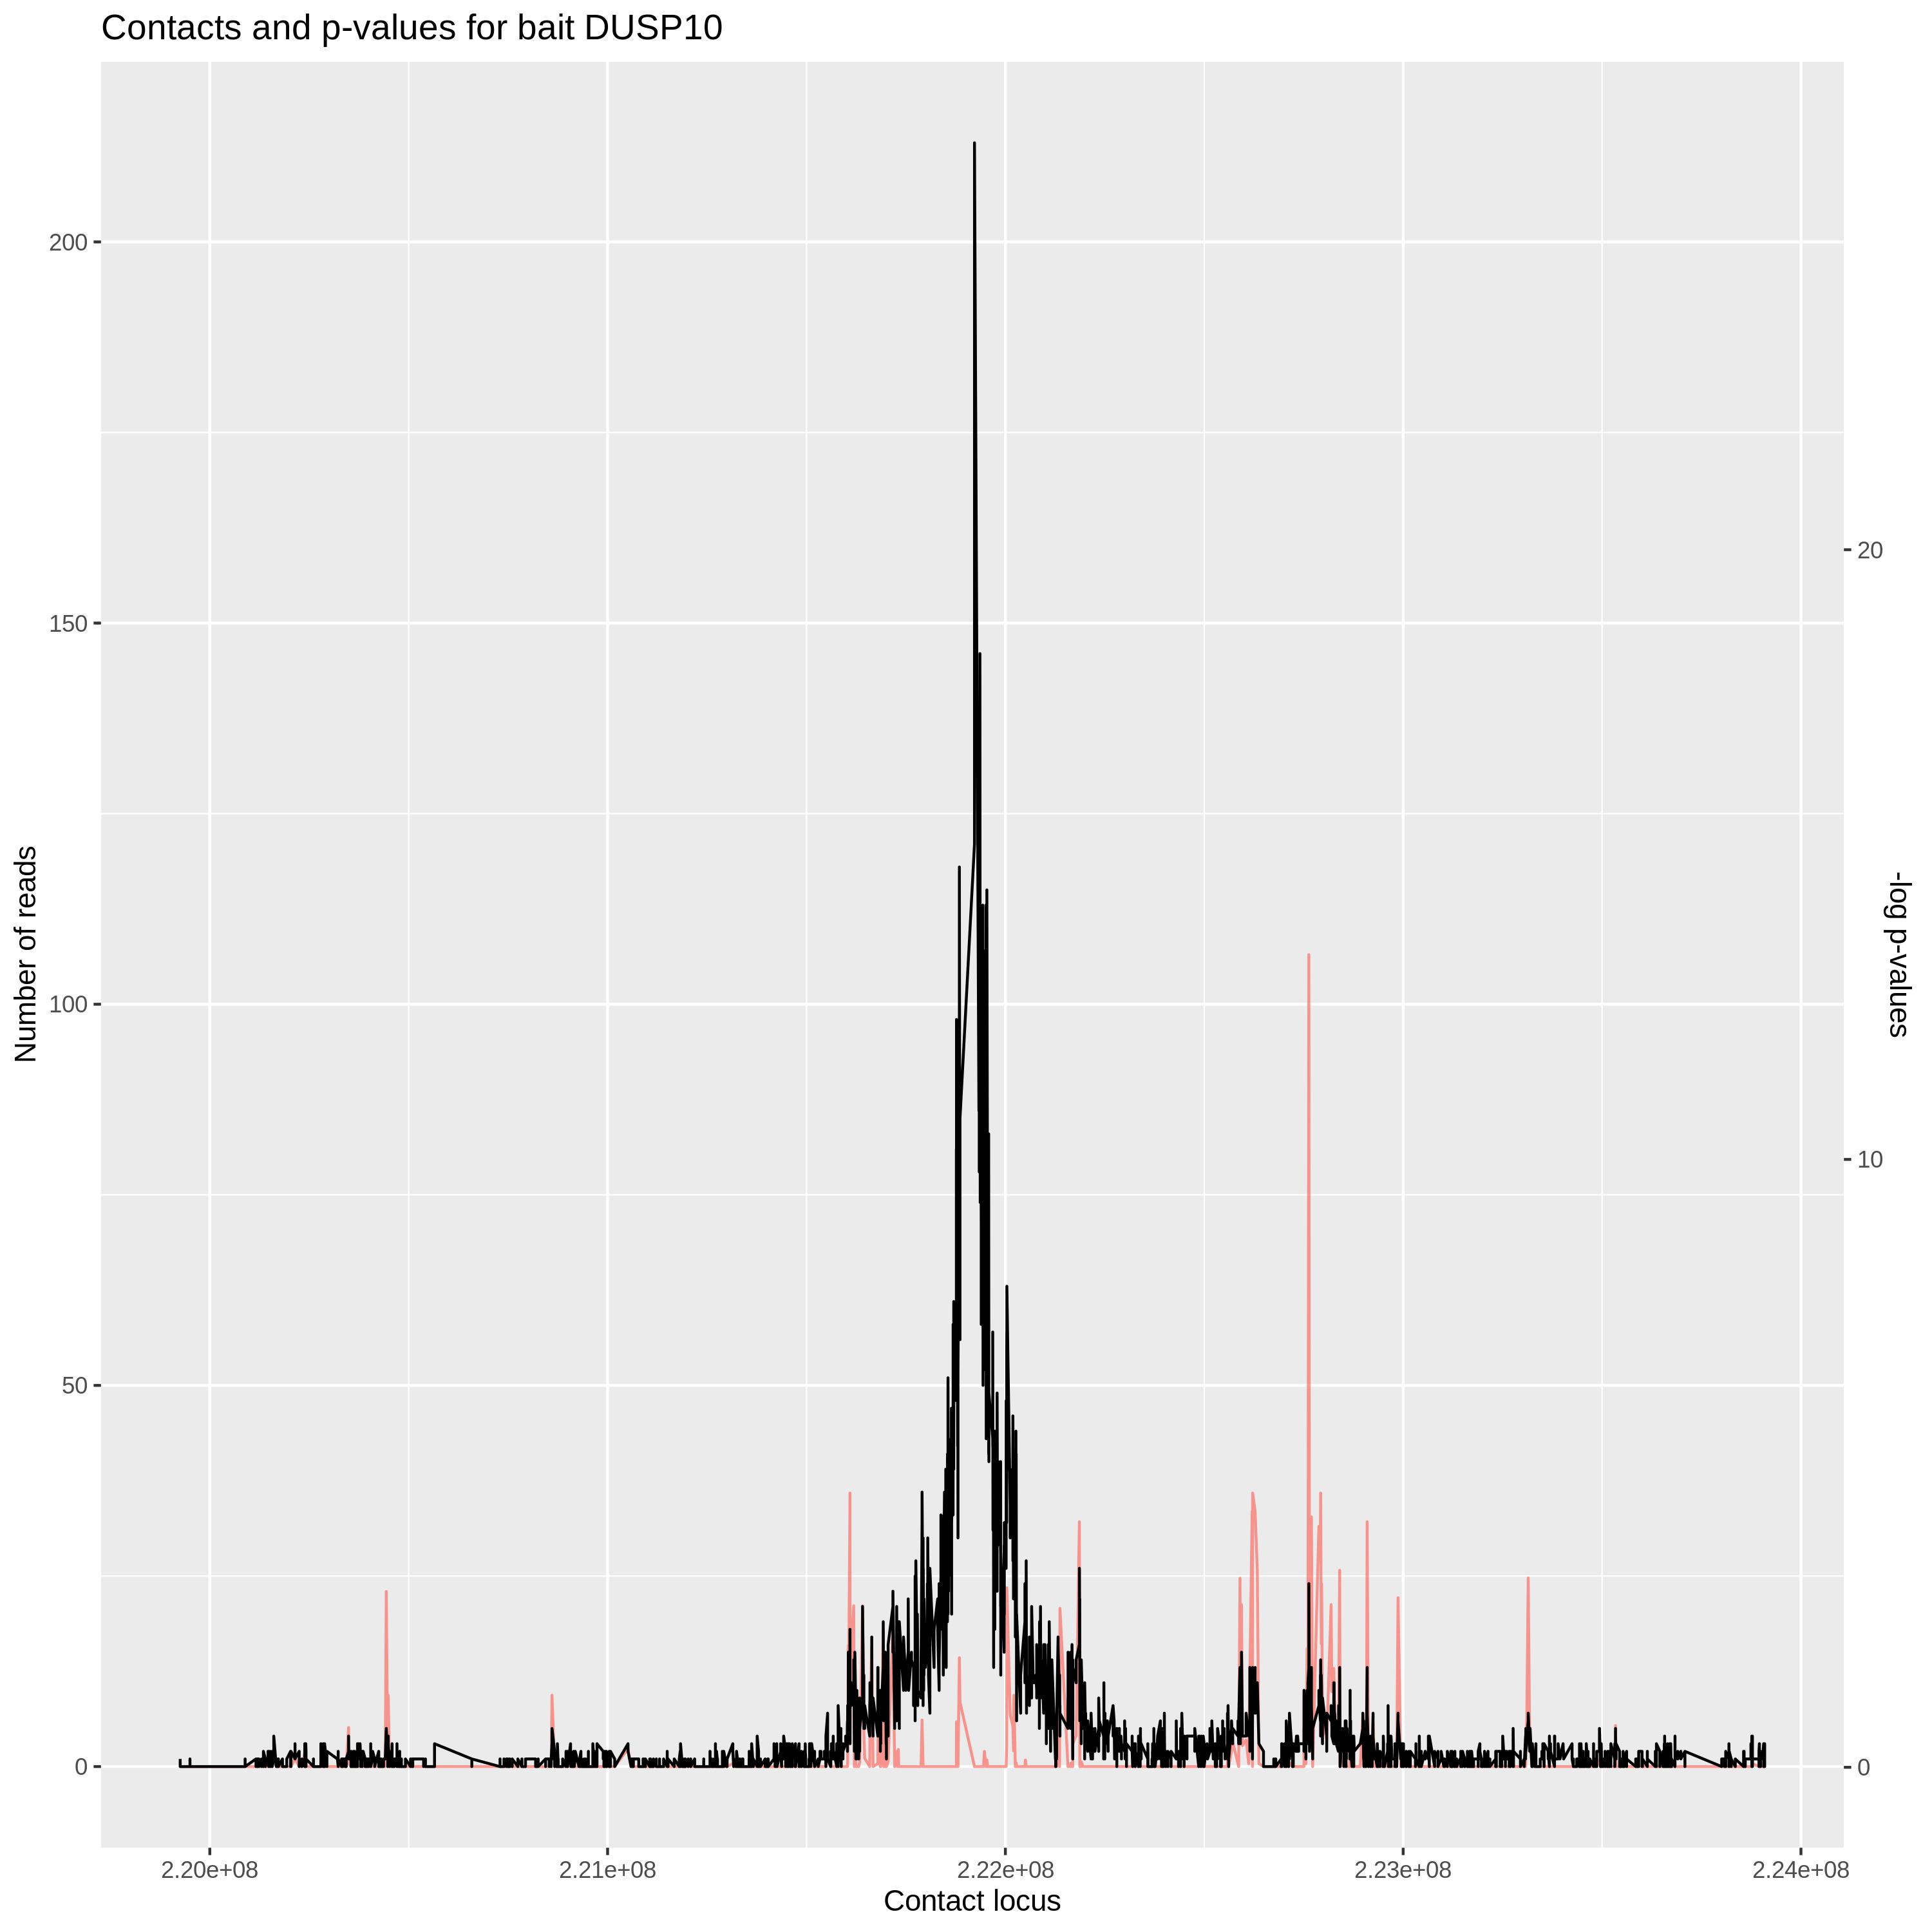 Contacts and p-values for bait DUSP10
200
150
100
50
0
Number of reads
20
10
0
-log p-values
2.20e+08
2.21e+08
2.22e+08
2.23e+08
2.24e+08
Contact locus